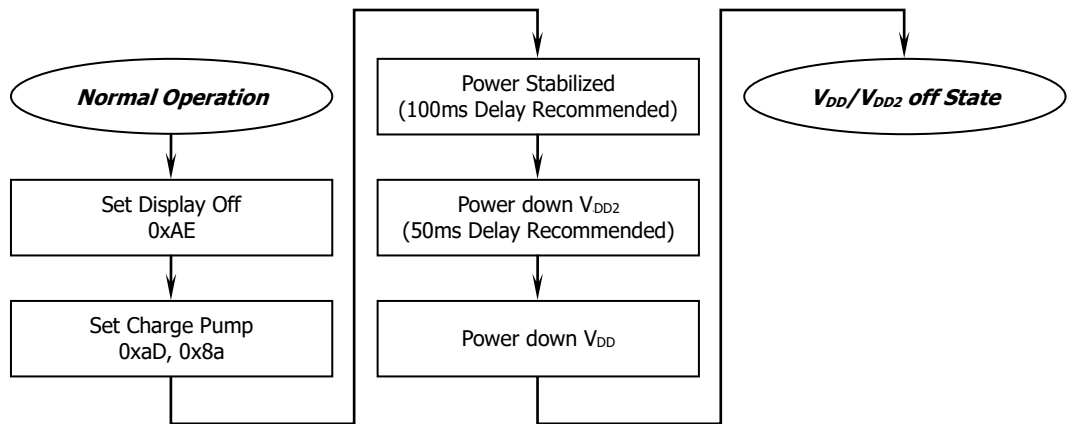 Normal Operation
Set Display Off
0xAE
Set Charge Pump
0xaD, 0x8a
Power Stabilized
(100ms Delay Recommended)
Power down VDD2
(50ms Delay Recommended)
Power down VDD
VDD/VDD2 off State